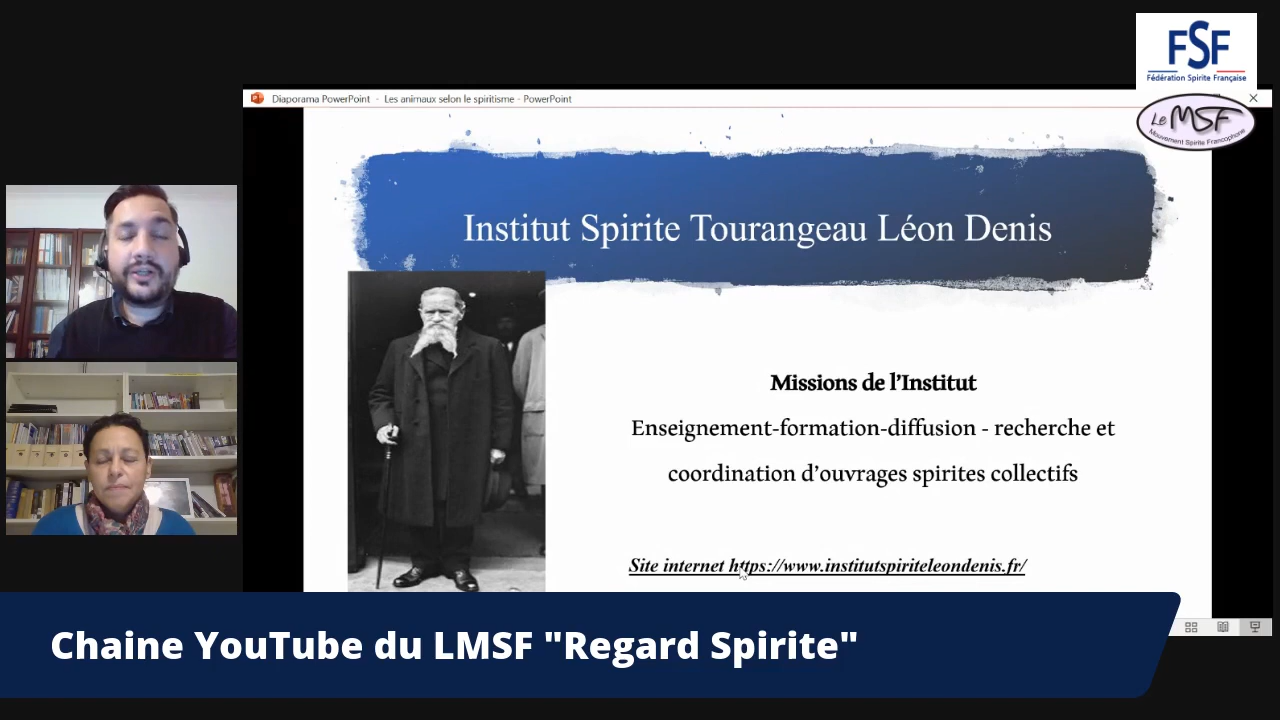 FSF
Fédération Spirite Française
Diaporama PowerPoint - Les animaux selon le spiritisme - PowerPoint
Le MSF
Mouvement Spirite Francophone
Institut Spirite Tourangeau Léon Denis
Missions de l'Institut
Enseignement-formation-diffusion - recherche et
coordination d'ouvrages spirites collectifs
Site internet https://www.institutspiriteleondenis.fr/
Chaine YouTube du LMSF "Regard Spirite"